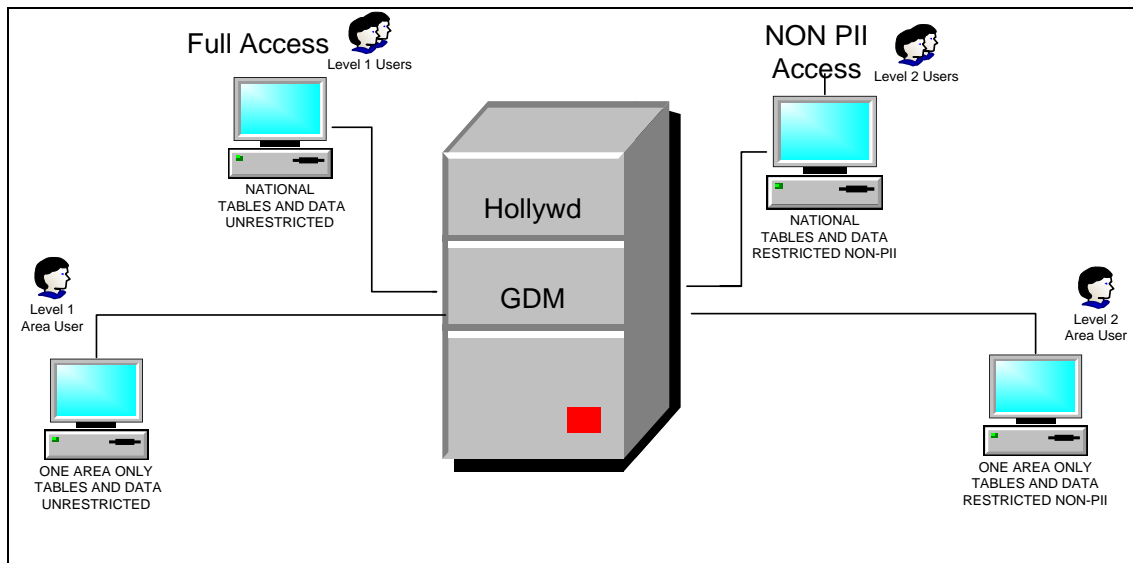 Full Access
Level 1 Users
NATIONAL
TABLES AND DATA
UNRESTRICTED
NON PII
Access
Level 2 Users
NATIONAL
TABLES AND DATA
RESTRICTED NON-PII
Hollywd
GDM
Level 1
Area User
ONE AREA ONLY
TABLES AND DATA
UNRESTRICTED
Level 2
Area User
ONE AREA ONLY
TABLES AND DATA
RESTRICTED NON-PII